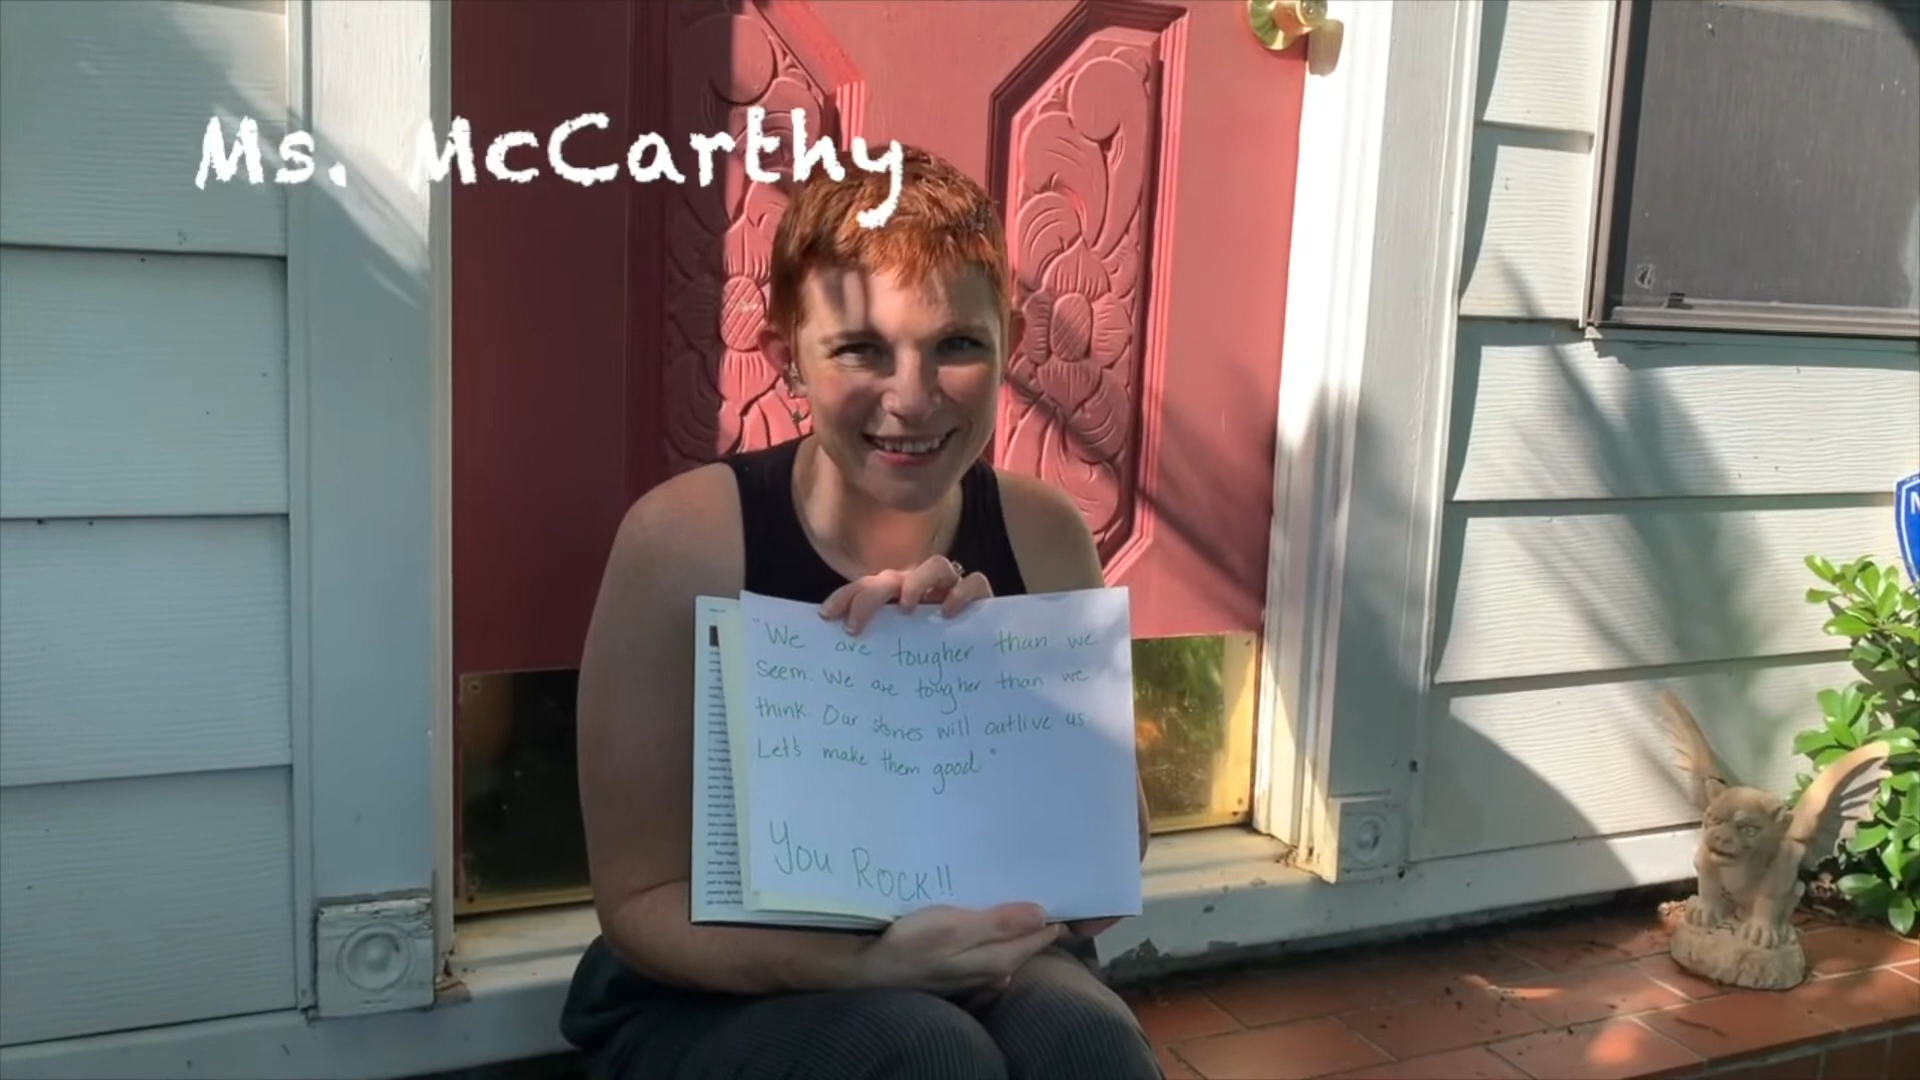 Ms. McCarthy
"We are tougher than we
seem. We are tougher than we
think. Our stories will outlive us.
Let's make them good"
You ROCK!!